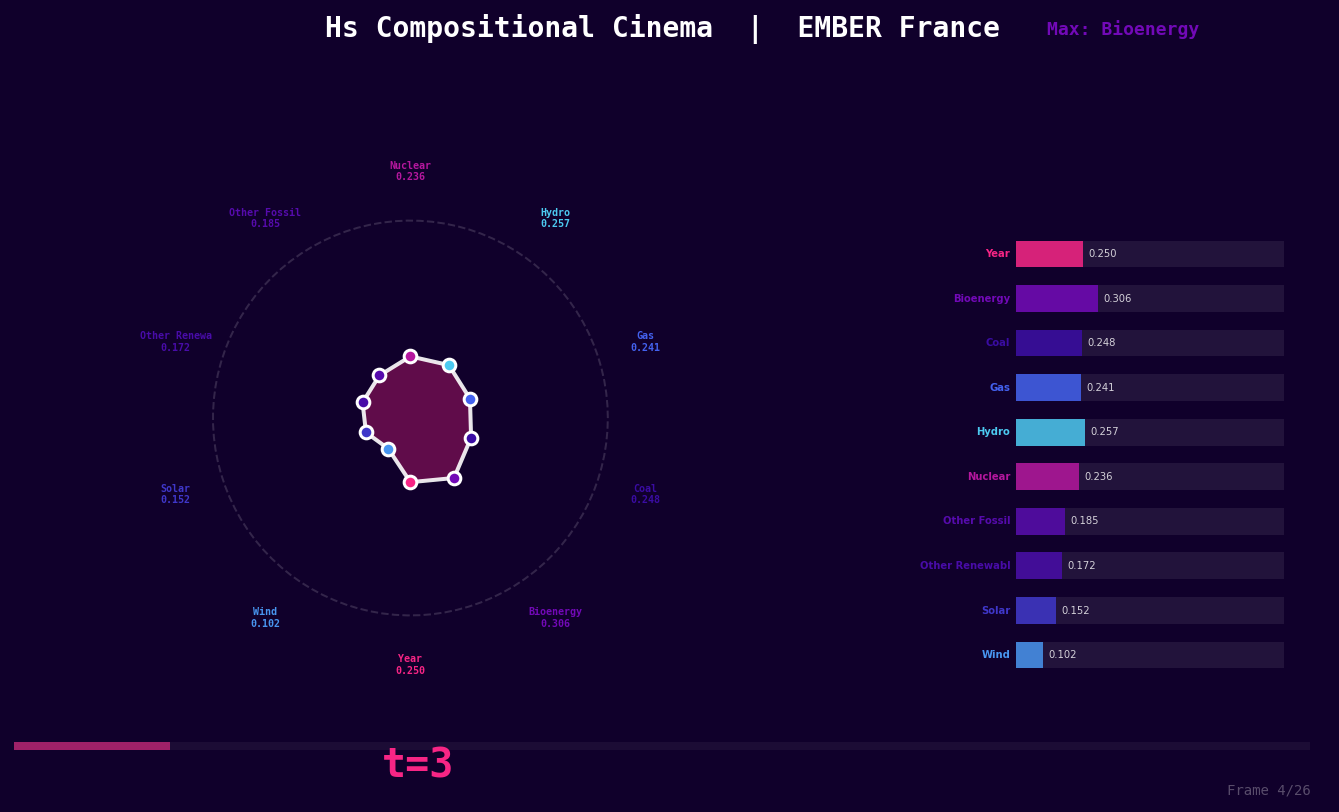 Hs Compositional Cinema  |  EMBER France
Max: Bioenergy
Nuclear
0.236
Other Fossil
0.185
Hydro
0.257
Other Renewa
0.172
Gas
0.241
Solar
0.152
Coal
0.248
Wind
0.102
Bioenergy
0.306
Year
0.250
Year 0.250
Bioenergy 0.306
Coal 0.248
Gas 0.241
Hydro 0.257
Nuclear 0.236
Other Fossil 0.185
Other Renewabl 0.172
Solar 0.152
Wind 0.102
t=3
Frame 4/26